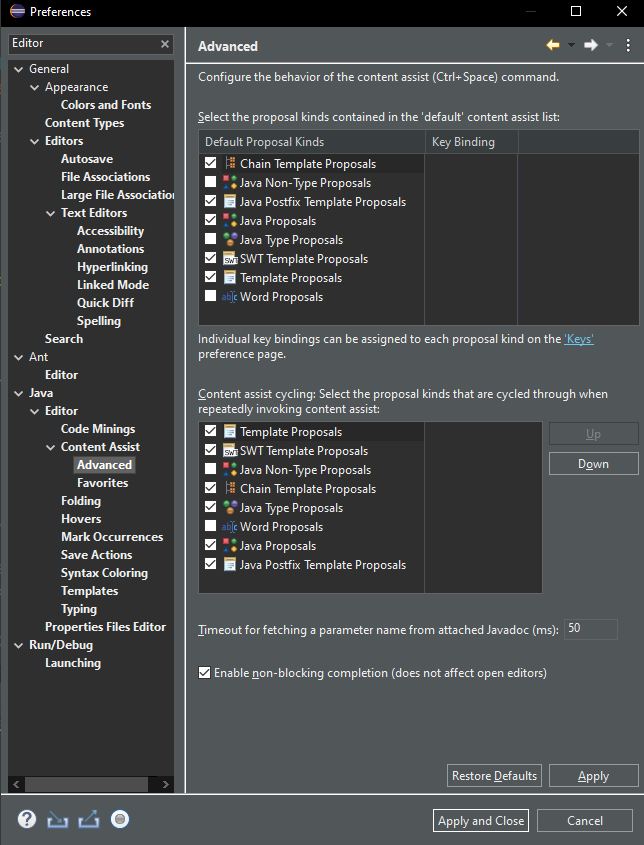 Preferences
Editor
Advanced
General
Appearance
Colors and Fonts
Content Types
Editors
Autosave
File Associations
Large File Association
Text Editors
Accessibility
Annotations
Hyperlinking
Linked Mode
Quick Diff
Spelling
Search
Ant
Editor
Java
Editor
Code Minings
Content Assist
Advanced
Favorites
Folding
Hovers
Mark Occurrences
Save Actions
Syntax Coloring
Templates
Typing
Properties Files Editor
Run/Debug
Launching
Configure the behavior of the content assist (Ctrl+Space) command.
Select the proposal kinds contained in the 'default' content assist list:
Default Proposal Kinds Key Binding
Chain Template Proposals
Java Non-Type Proposals
Java Postfix Template Proposals
Java Proposals
Java Type Proposals
SWT SWT Template Proposals
Template Proposals
Word Proposals
Individual key bindings can be assigned to each proposal kind on the 'Keys'
preference page.
Content assist cycling: Select the proposal kinds that are cycled through when
repeatedly invoking content assist:
Template Proposals
SWT SWT Template Proposals
Java Non-Type Proposals
Chain Template Proposals
Java Type Proposals
Word Proposals
Java Proposals
Java Postfix Template Proposals
Up
Down
Timeout for fetching a parameter name from attached Javadoc (ms): 50
Enable non-blocking completion (does not affect open editors)
Restore Defaults Apply
Apply and Close Cancel